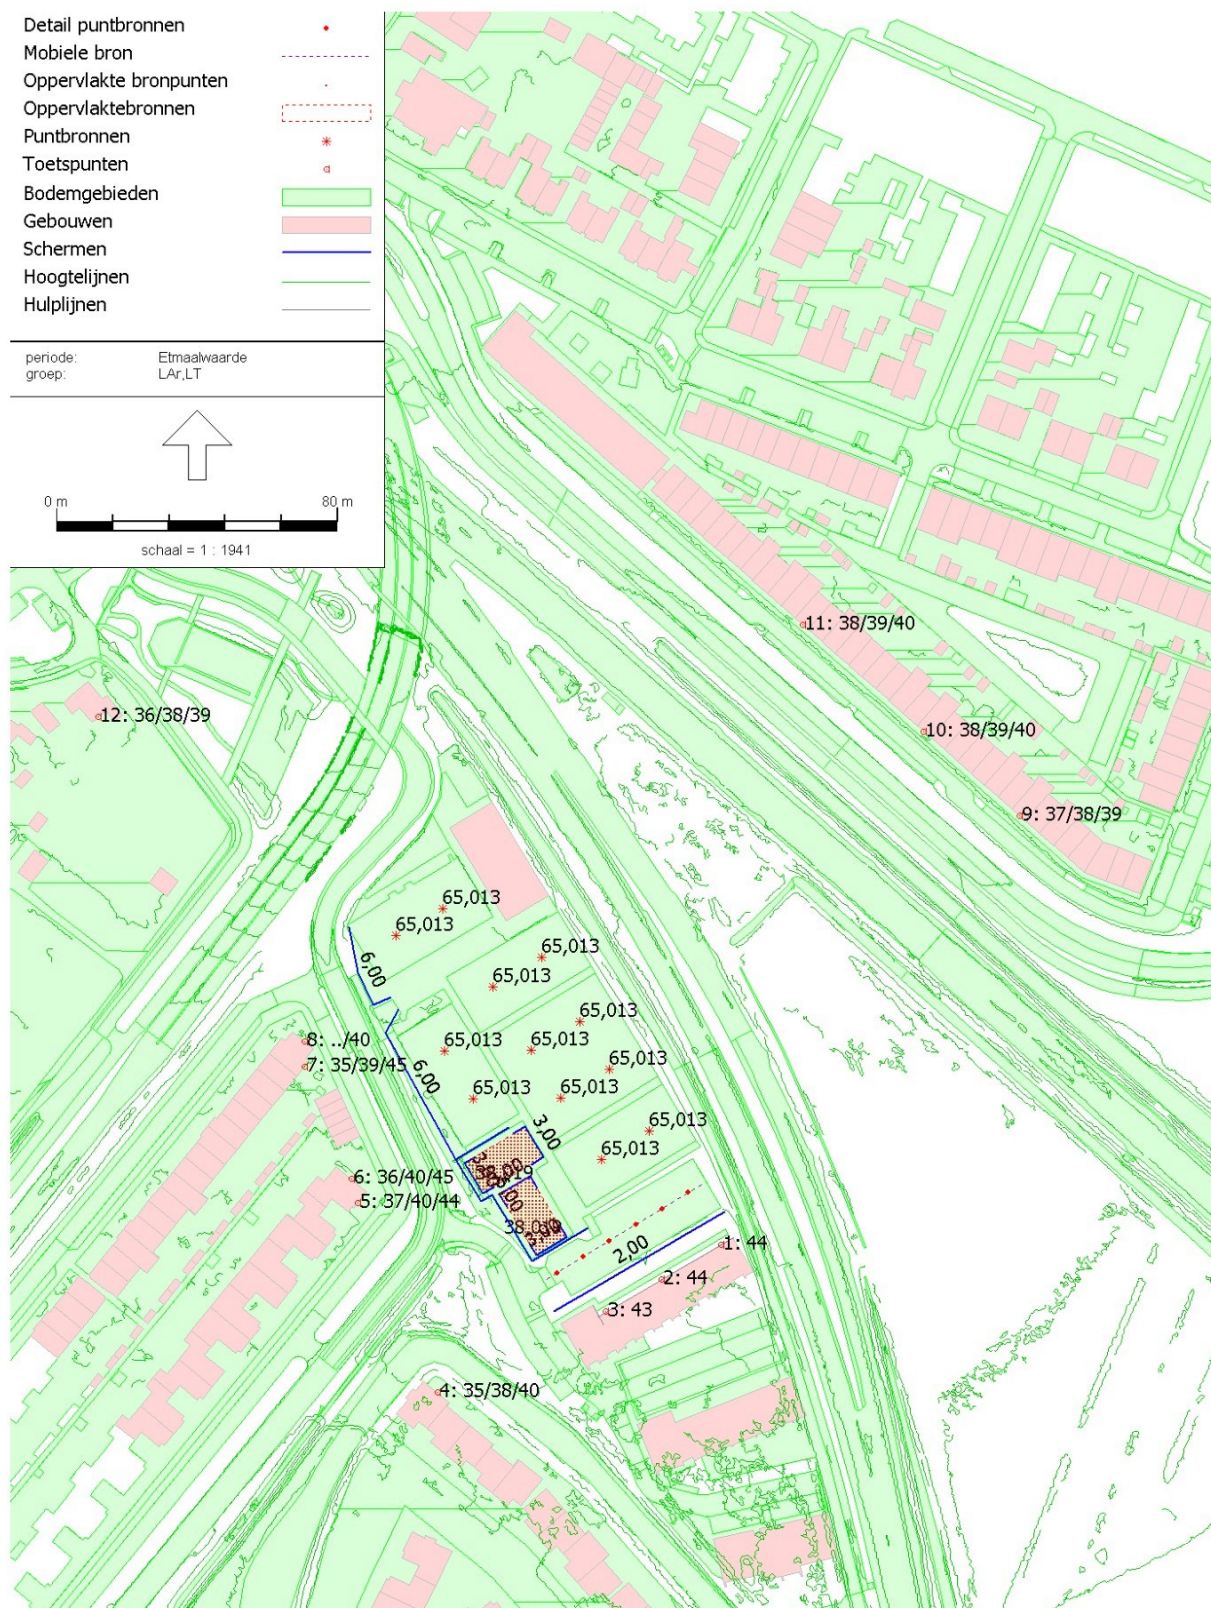 Detail puntbronnen
Mobiele bron
Oppervlakte bronpunten
Oppervlaktebronnen
Puntbronnen
Toetspunten
Bodemgebieden
Gebouwen
Schermen
Hoogtelijnen
Hulplijnen
periode: Etmaalwaarde
groep: LAr,LT
0 m 80 m
schaal = 1 : 1941
11: 38/39/40
12: 36/38/39
10: 38/39/40
9: 37/38/39
65,013
65,013
65,013
6,00
65,013
65,013
8: ../40
65,013
65,013
7: 35/39/45
6,00
65,013
65,013
65,013
3,00
65,013
65,013
6: 36/40/45
5: 37/40/44
3,00
2,00
1: 44
2: 44
3: 43
4: 35/38/40